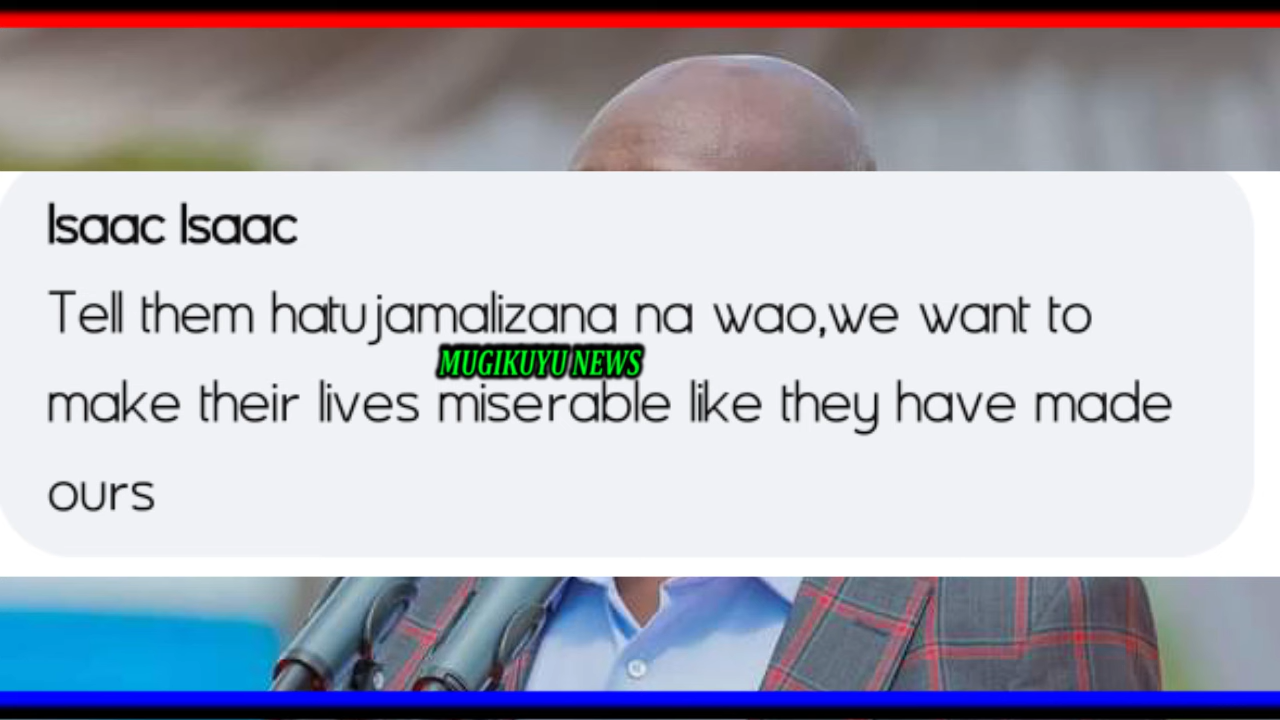 Isaac Isaac
Tell them hatujamalizana na wao,we want to
MUGIKUYU NEWS
make their lives miserable like they have made
ours